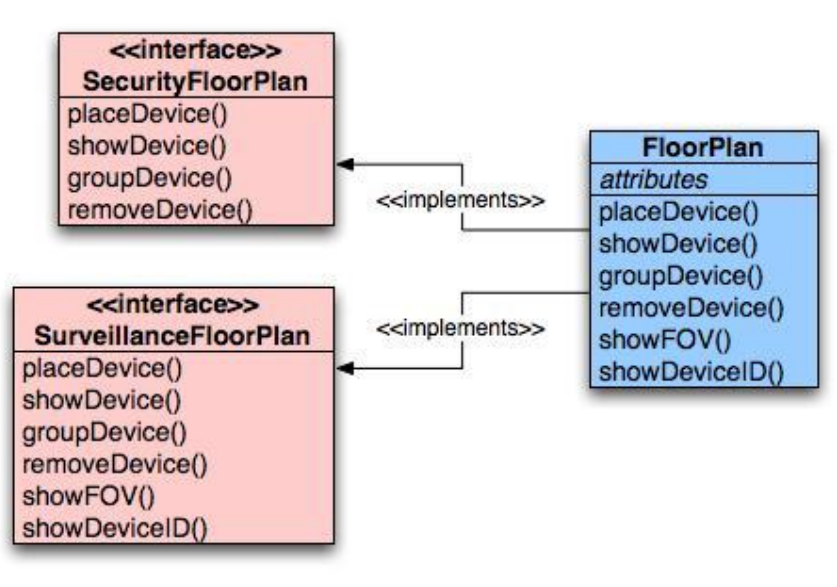 <<interface>>
SecurityFloorPlan
placeDevice()
showDevice()
groupDevice()
removeDevice()
<<implements>>
FloorPlan
attributes
placeDevice()
showDevice()
groupDevice()
removeDevice()
showFOV()
showDeviceID()
<<interface>>
SurveillanceFloorPlan
placeDevice()
showDevice()
groupDevice()
removeDevice()
showFOV()
showDeviceID()
<<implements>>